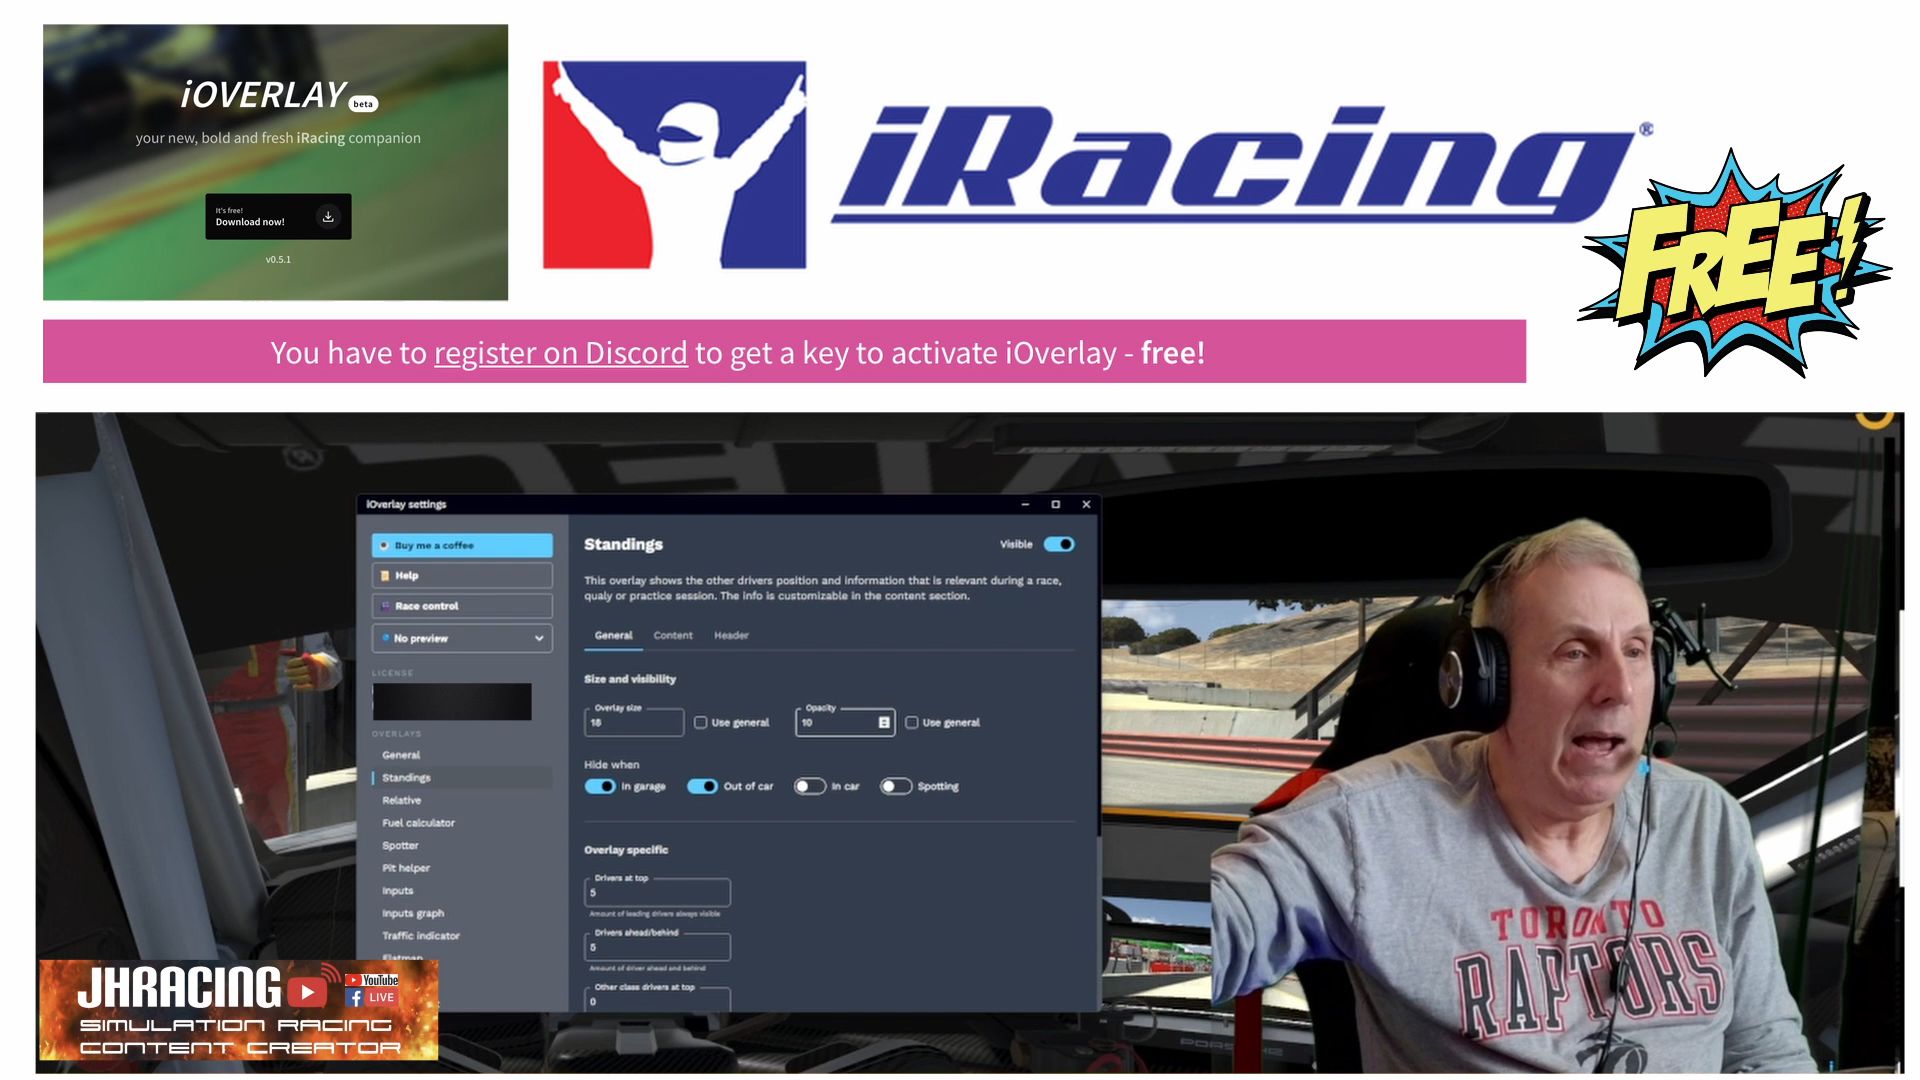 iOVERLAY beta
your new, bold and fresh iRacing companion
It's free!
Download now!
v0.5.1
iRacing®
FREE!
You have to register on Discord to get a key to activate iOverlay - free!
iOverlay settings
Buy me a coffee
Help
Race control
No preview
LICENSE
OVERLAYS
General
Standings
Relative
Fuel calculator
Spotter
Pit helper
Inputs
Inputs graph
Traffic indicator
Flatmap
Standings
Visible
This overlay shows the other drivers position and information that is relevant during a race,
qualy or practice session. The info is customizable in the content section.
General Content Header
Size and visibility
Overlay size
18
Use general
Opacity
10
Use general
Hide when
In garage Out of car In car Spotting
Overlay specific
Drivers at top
5
Amount of leading drivers always visible
Drivers ahead/behind
5
Amount of driver ahead and behind
Other class drivers at top
0
PORSCHE
TORONTO
RAPTORS
JHRACING
YouTube
LIVE
SIMULATION RACING
CONTENT CREATOR